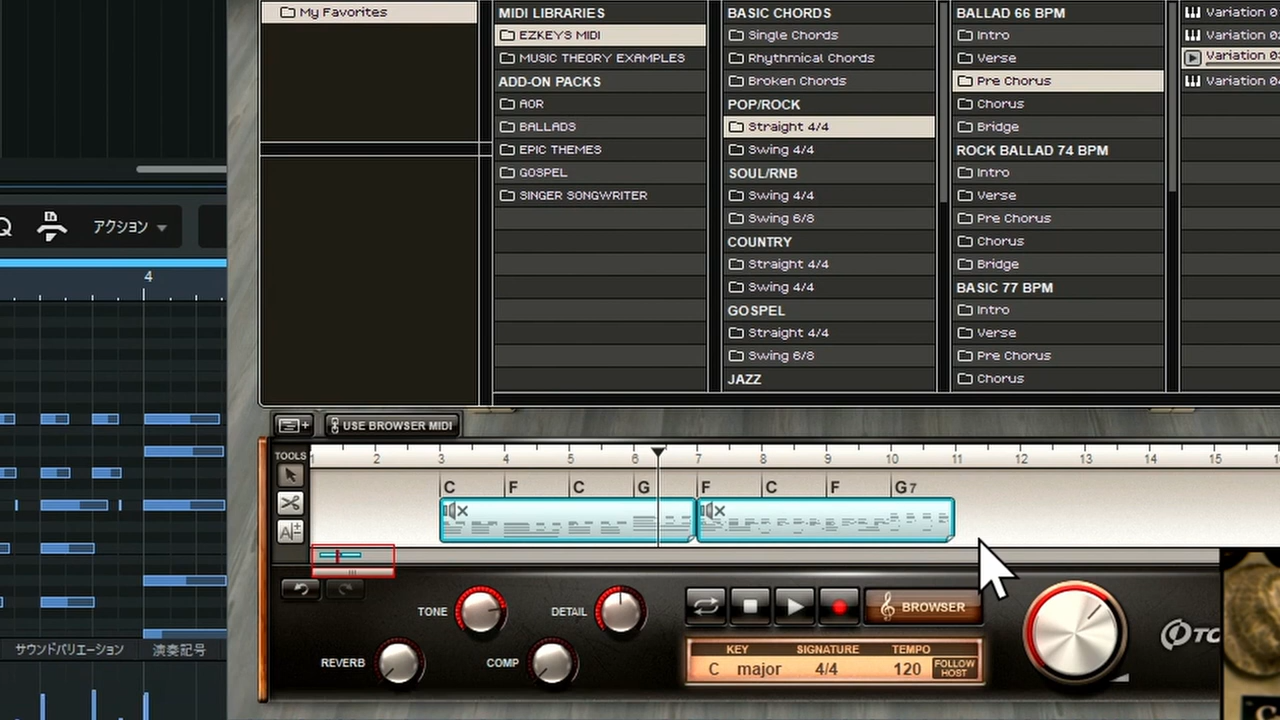 My Favorites
MIDI LIBRARIES
EZKEYS MIDI
MUSIC THEORY EXAMPLES
ADD-ON PACKS
AOR
BALLADS
EPIC THEMES
GOSPEL
SINGER SONGWRITER
BASIC CHORDS
Single Chords
Rhythmical Chords
Broken Chords
POP/ROCK
Straight 4/4
Swing 4/4
SOUL/RNB
Swing 4/4
Swing 6/8
COUNTRY
Straight 4/4
Swing 4/4
GOSPEL
Straight 4/4
Swing 6/8
JAZZ
BALLAD 66 BPM
Intro
Verse
Pre Chorus
Chorus
Bridge
ROCK BALLAD 74 BPM
Intro
Verse
Pre Chorus
Chorus
Bridge
BASIC 77 BPM
Intro
Verse
Pre Chorus
Chorus
Variation
Variation
Variation
Variation
アクション
4
サウンドバリエーション 演奏記号
USE BROWSER MIDI
TOOLS
2 3 4 5 6 7 8 9 10 11 12 13 14 15
C F C G F C F G7
TONE
DETAIL
BROWSER
REVERB
COMP
KEY SIGNATURE TEMPO
C major 4/4 120
FOLLOW HOST